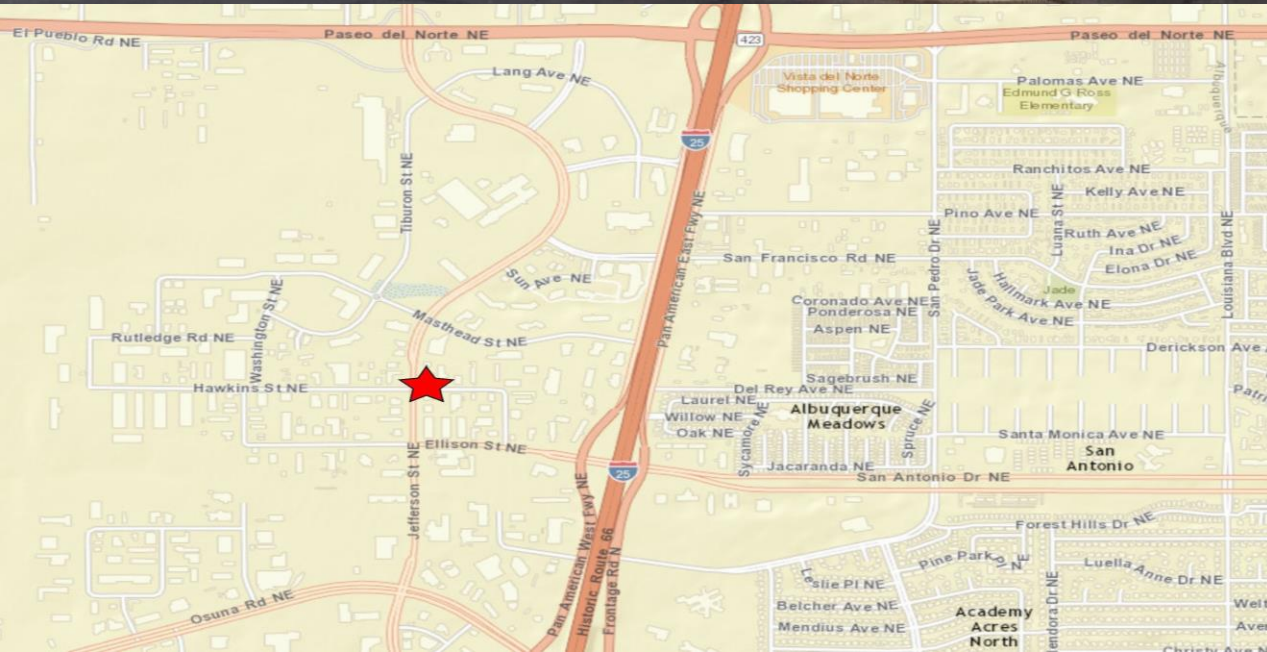 El Pueblo Rd NE
Paseo del Norte NE
423
Paseo del Norte NE
Lang Ave NE
Vista del Norte
Shopping Center
Palomas Ave NE
Edmund G Ross
Elementary
25
Tiburon St NE
Ranchitos Ave NE
Kelly Ave NE
Luana St NE
Pino Ave NE
Ruth Ave NE
Ina Dr NE
Elona Dr NE
Louisiana Blvd NE
Pan American East Fwy NE
San Francisco Rd NE
San Pedro Dr NE
Sun Ave NE
Jade
Hallmark Ave NE
Jade Park Ave NE
Coronado Ave NE
Ponderosa NE
Aspen NE
Washington St NE
Masthead St NE
Rutledge Rd NE
Derickson Ave
Sagebrush NE
Hawkins St NE
Del Rey Ave NE
Laurel NE
Willow NE
Oak NE
Sycamore NE
Albuquerque
Meadows
Spruce NE
Santa Monica Ave NE
San
Antonio
Ellison St NE
Jefferson St NE
25
Jacaranda NE
San Antonio Dr NE
Pan American West Fwy NE
Historic Route 66
Frontage Rd N
Forest Hills Dr NE
Pine Park Pl NE
Leslie Pl NE
Luella Anne Dr NE
Osuna Rd NE
Belcher Ave NE
Mendius Ave NE
Academy
Acres
North
endora Dr NE
Welt
Ave
Christy Ave N